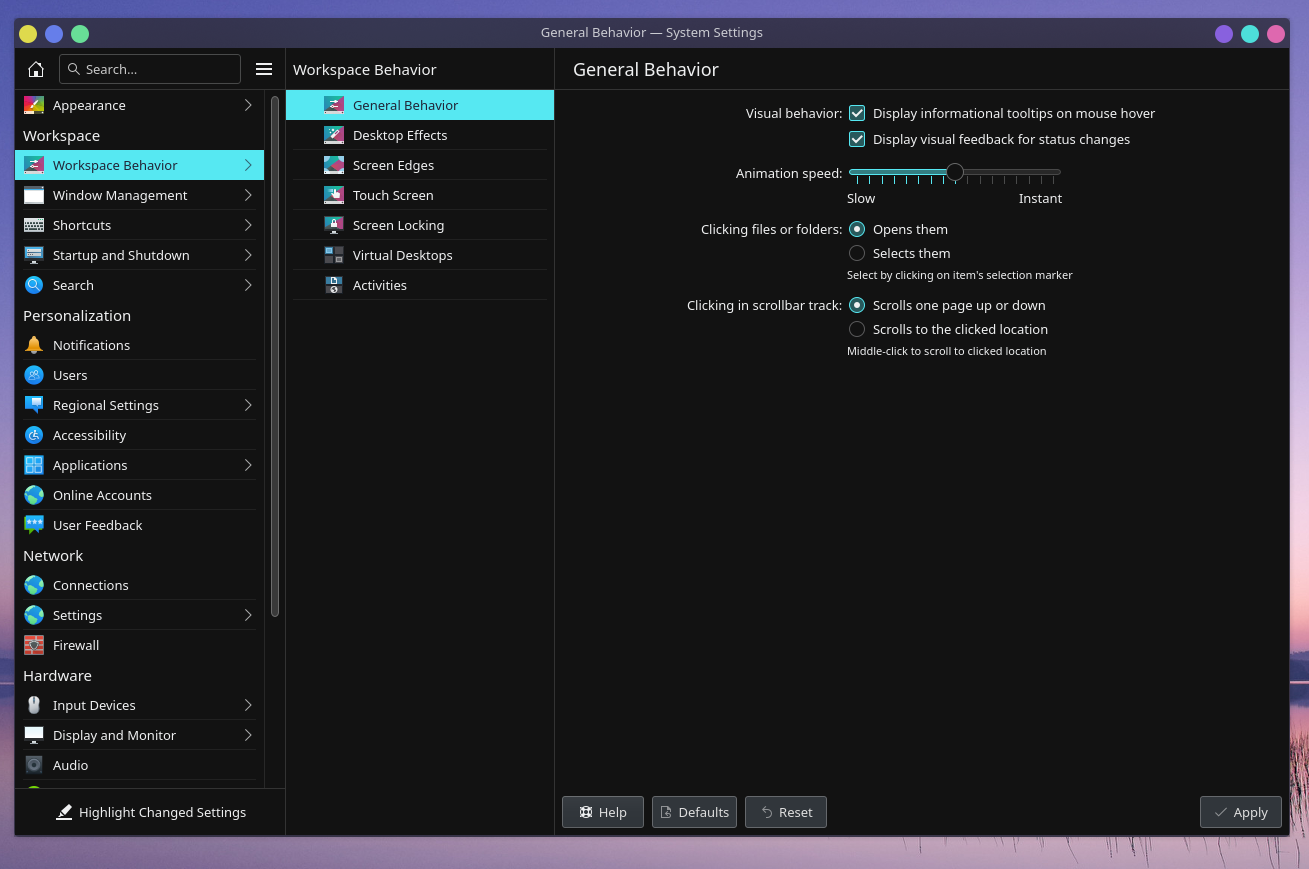 General Behavior — System Settings
Search...
Appearance
Workspace
Workspace Behavior
Window Management
Shortcuts
Startup and Shutdown
Search
Personalization
Notifications
Users
Regional Settings
Accessibility
Applications
Online Accounts
User Feedback
Network
Connections
Settings
Firewall
Hardware
Input Devices
Display and Monitor
Audio
Highlight Changed Settings
Workspace Behavior
General Behavior
Desktop Effects
Screen Edges
Touch Screen
Screen Locking
Virtual Desktops
Activities
General Behavior
Visual behavior: Display informational tooltips on mouse hover
Display visual feedback for status changes
Animation speed:
Slow Instant
Clicking files or folders: Opens them
Selects them
Select by clicking on item's selection marker
Clicking in scrollbar track: Scrolls one page up or down
Scrolls to the clicked location
Middle-click to scroll to clicked location
Help Defaults Reset Apply